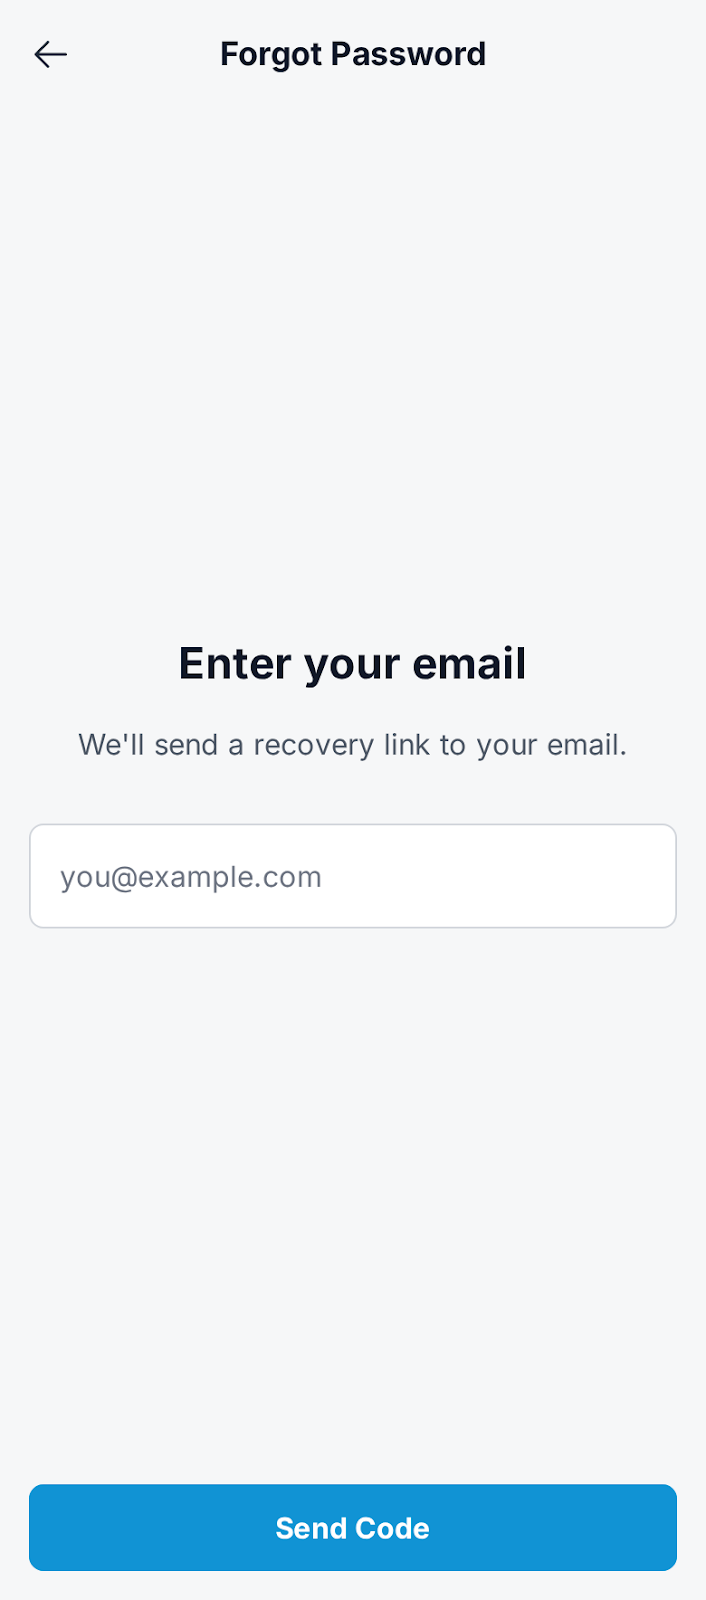 Forgot Password
Enter your email
We'll send a recovery link to your email.
you@example.com
Send Code